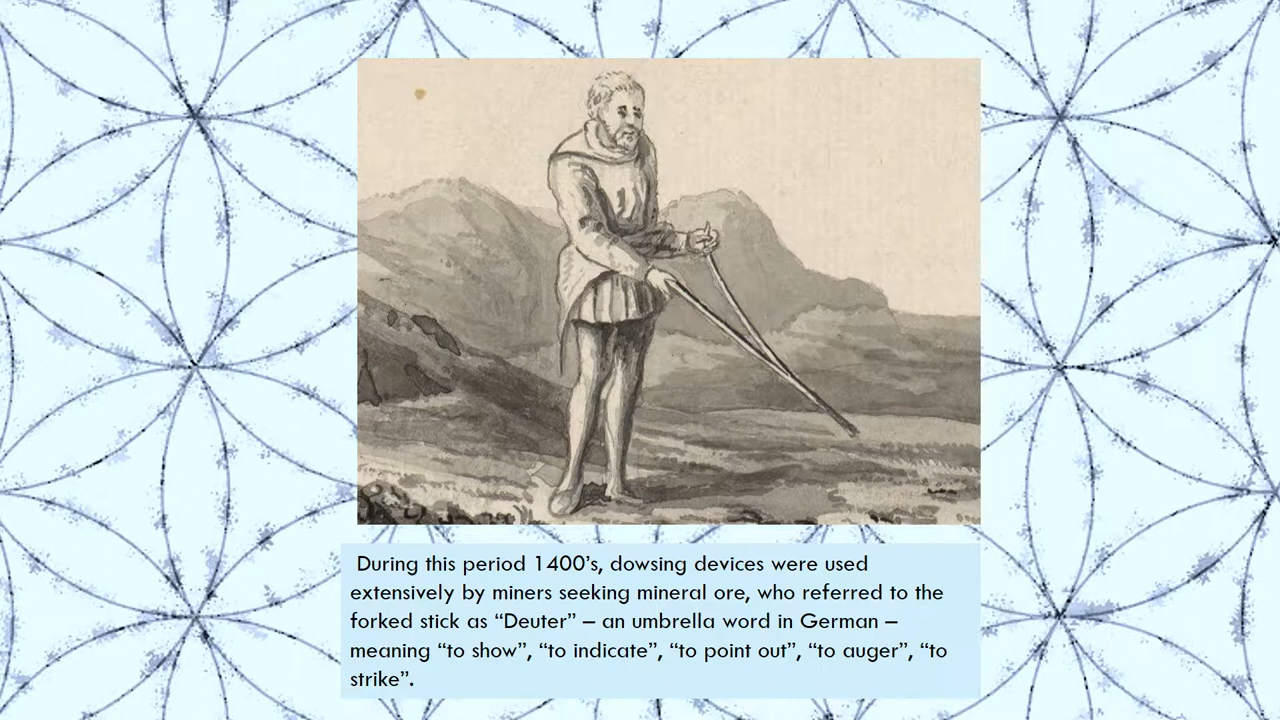 During this period 1400’s, dowsing devices were used
extensively by miners seeking mineral ore, who referred to the
forked stick as “Deuter” – an umbrella word in German –
meaning “to show”, “to indicate”, “to point out”, “to auger”, “to
strike”.